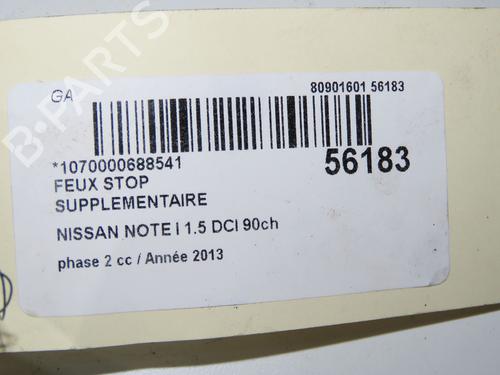 B-PARTS
GA
80901601 56183
*1070000688541
56183
FEUX STOP
SUPPLEMENTAIRE
NISSAN NOTE I 1.5 DCI 90ch
phase 2 cc / Année 2013